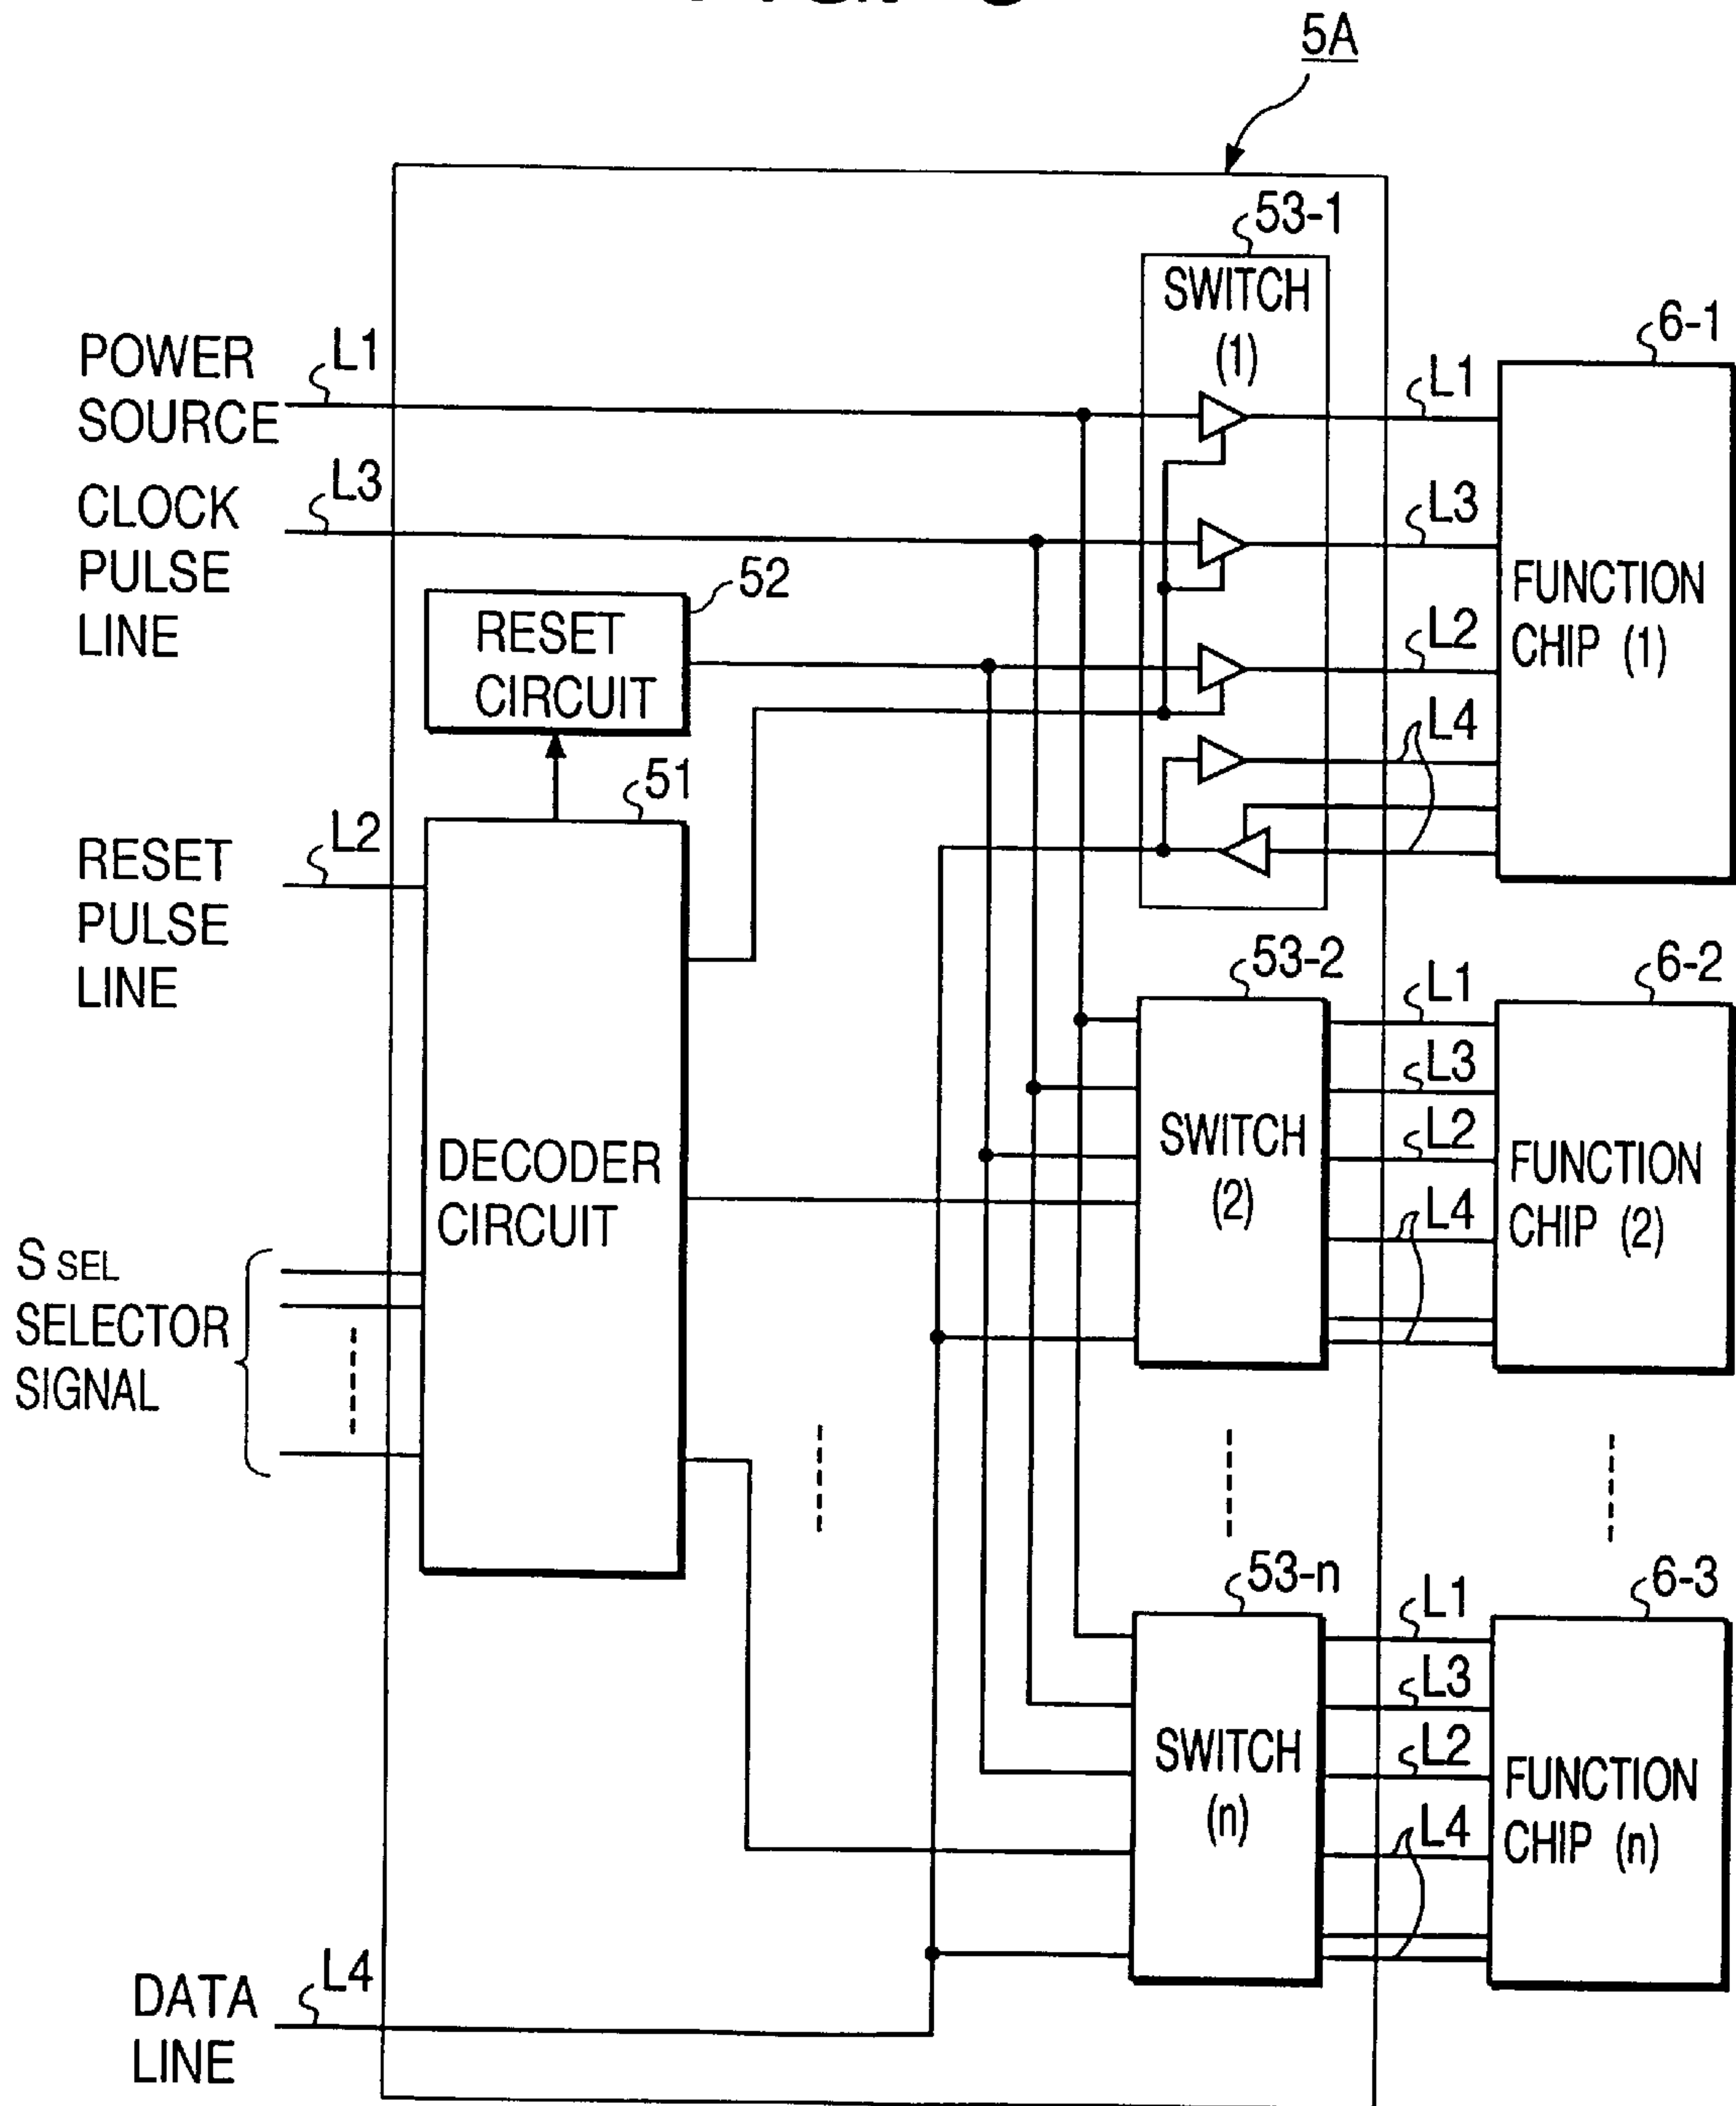 5A
53-1
SWITCH
(1)
6-1
POWER
SOURCE
L1
L1
CLOCK
PULSE
LINE
L3
L3
52
RESET
CIRCUIT
FUNCTION
CHIP (1)
L2
L4
51
RESET
PULSE
LINE
L2
53-2
6-2
L1
L3
DECODER
CIRCUIT
SWITCH
(2)
L2
FUNCTION
CHIP (2)
L4
S SEL
SELECTOR
SIGNAL
53-n
6-3
L1
L3
SWITCH
(n)
L2
FUNCTION
CHIP (n)
L4
DATA
LINE
L4